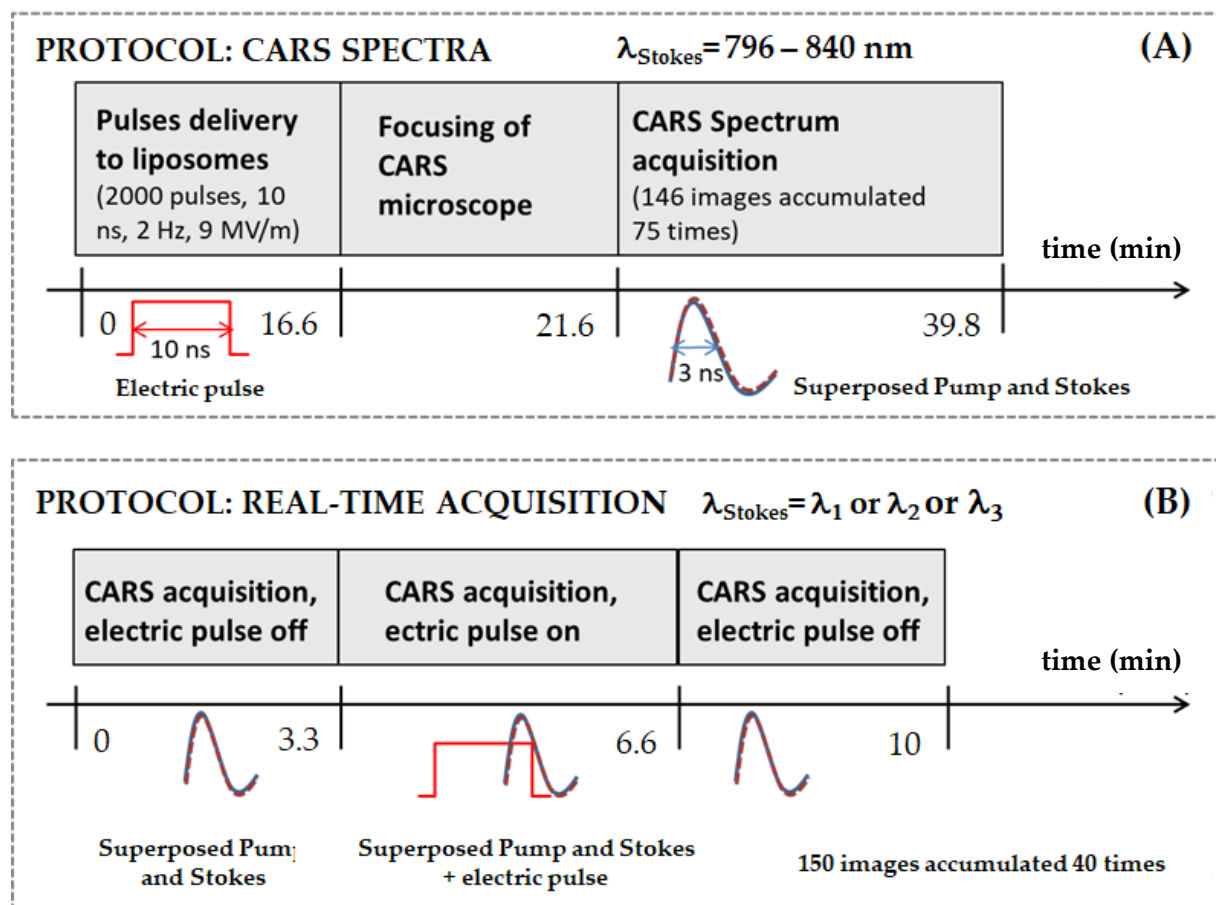 PROTOCOL: CARS SPECTRA λStokes= 796 – 840 nm (A)
Pulses delivery
to liposomes
(2000 pulses, 10
ns, 2 Hz, 9 MV/m)
Focusing of
CARS
microscope
CARS Spectrum
acquisition
(146 images accumulated
75 times)
time (min)
0 16.6 21.6 39.8
10 ns
3 ns
Electric pulse
Superposed Pump and Stokes
PROTOCOL: REAL-TIME ACQUISITION λStokes= λ1 or λ2 or λ3 (B)
CARS acquisition,
electric pulse off
CARS acquisition,
ectric pulse on
CARS acquisition,
electric pulse off
time (min)
0 3.3 6.6 10
Superposed Pum
and Stokes
Superposed Pump and Stokes
+ electric pulse
150 images accumulated 40 times